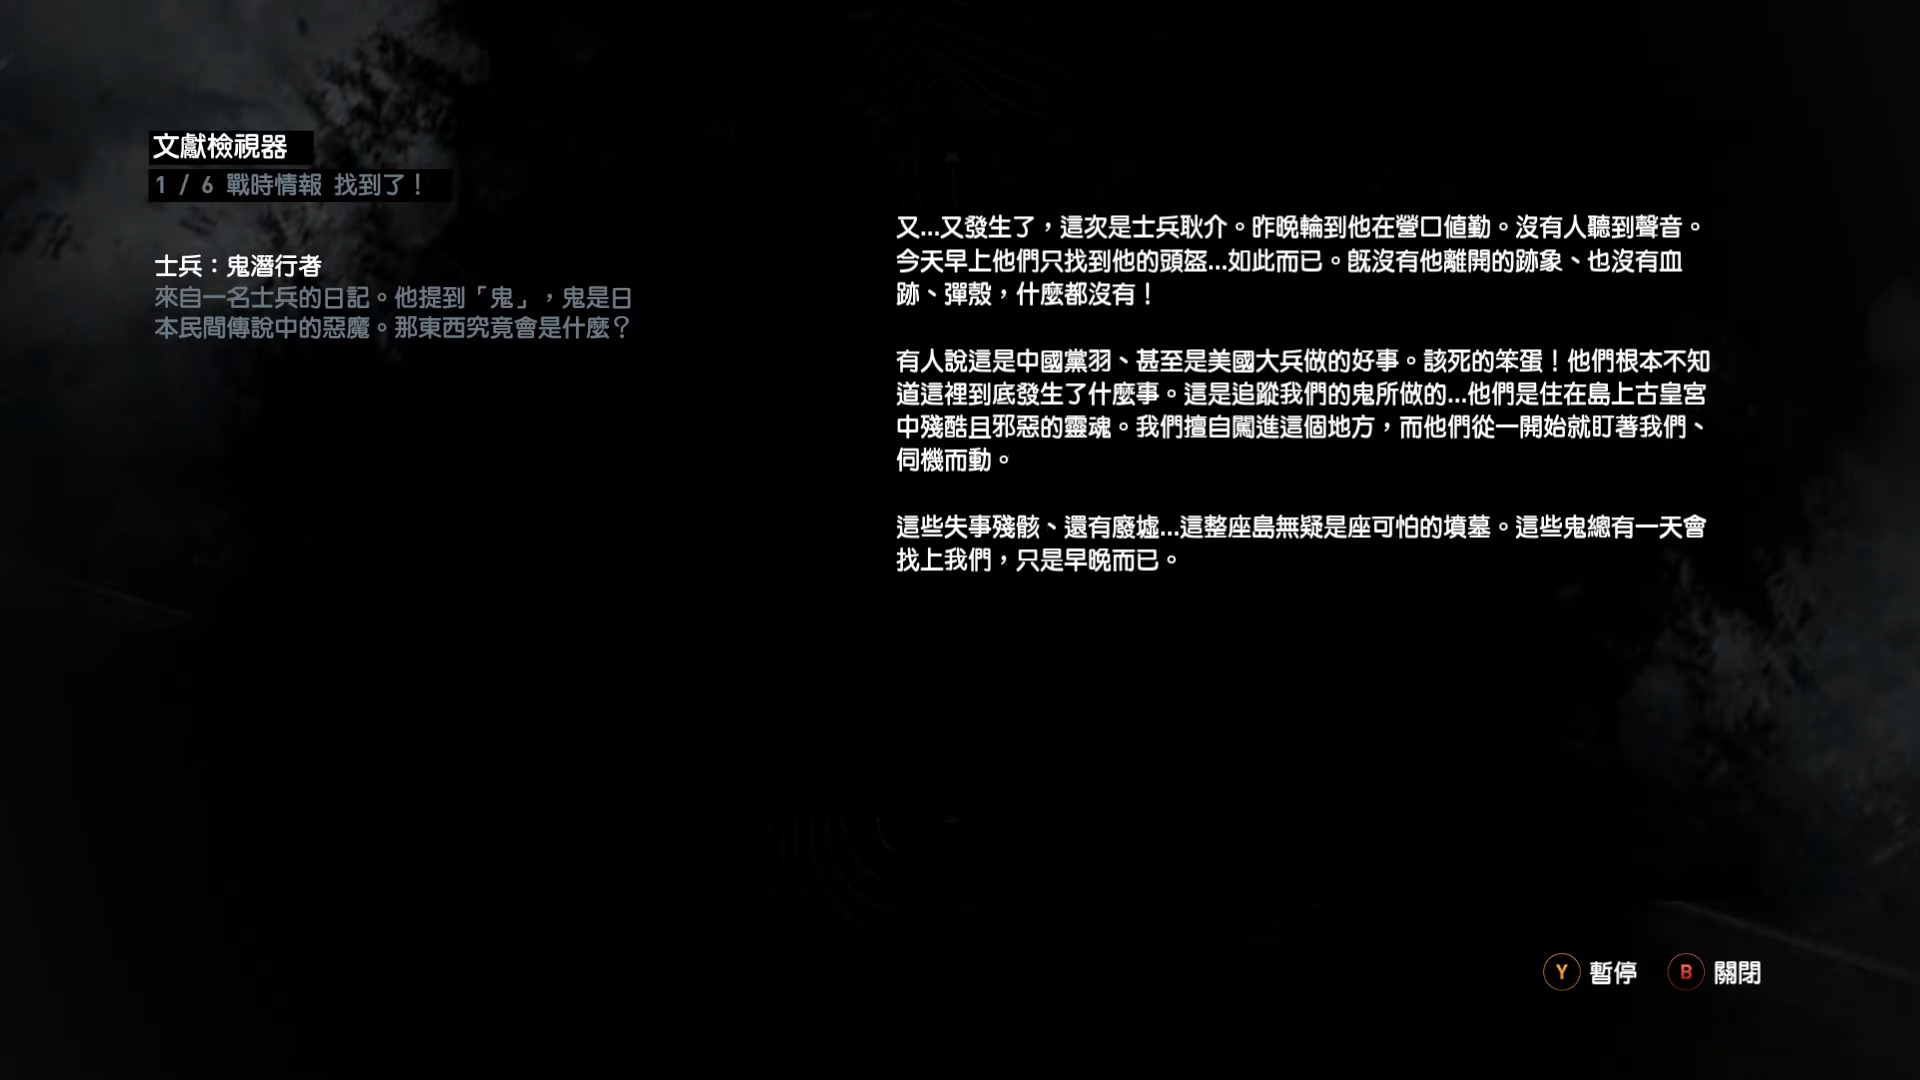 文獻檢視器
1 / 6 戰時情報 找到了！
士兵：鬼潛行者
來自一名士兵的日記。他提到「鬼」，鬼是日
本民間傳說中的惡魔。那東西究竟會是什麼？
又...又發生了，這次是士兵耿介。昨晚輪到他在營口值勤。沒有人聽到聲音。
今天早上他們只找到他的頭盔...如此而已。既沒有他離開的跡象、也沒有血
跡、彈殼，什麼都沒有！
有人說這是中國黨羽、甚至是美國大兵做的好事。該死的笨蛋！他們根本不知
道這裡到底發生了什麼事。這是追蹤我們的鬼所做的...他們是住在島上古皇宮
中殘酷且邪惡的靈魂。我們擅自闖進這個地方，而他們從一開始就盯著我們、
伺機而動。
這些失事殘骸、還有廢墟...這整座島無疑是座可怕的墳墓。這些鬼總有一天會
找上我們，只是早晚而已。
Y 暫停 B 關閉